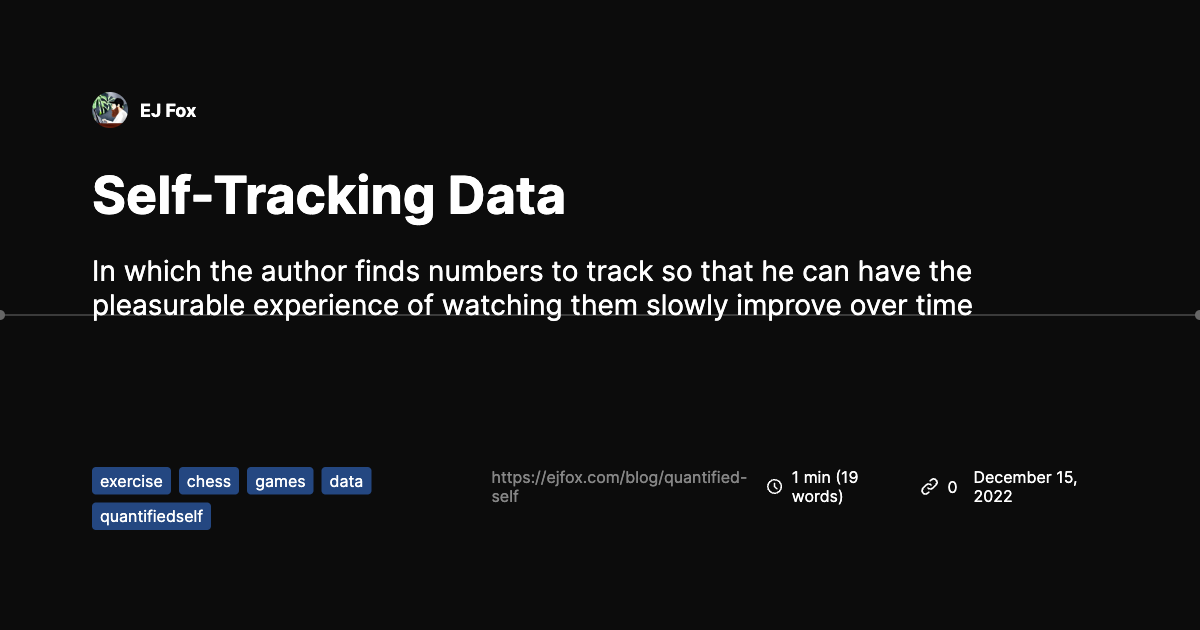 EJ Fox
Self-Tracking Data
In which the author finds numbers to track so that he can have the
pleasurable experience of watching them slowly improve over time
exercise chess games data
quantifiedself
https://ejfox.com/blog/quantified-
self
1 min (19
words)
0
December 15,
2022